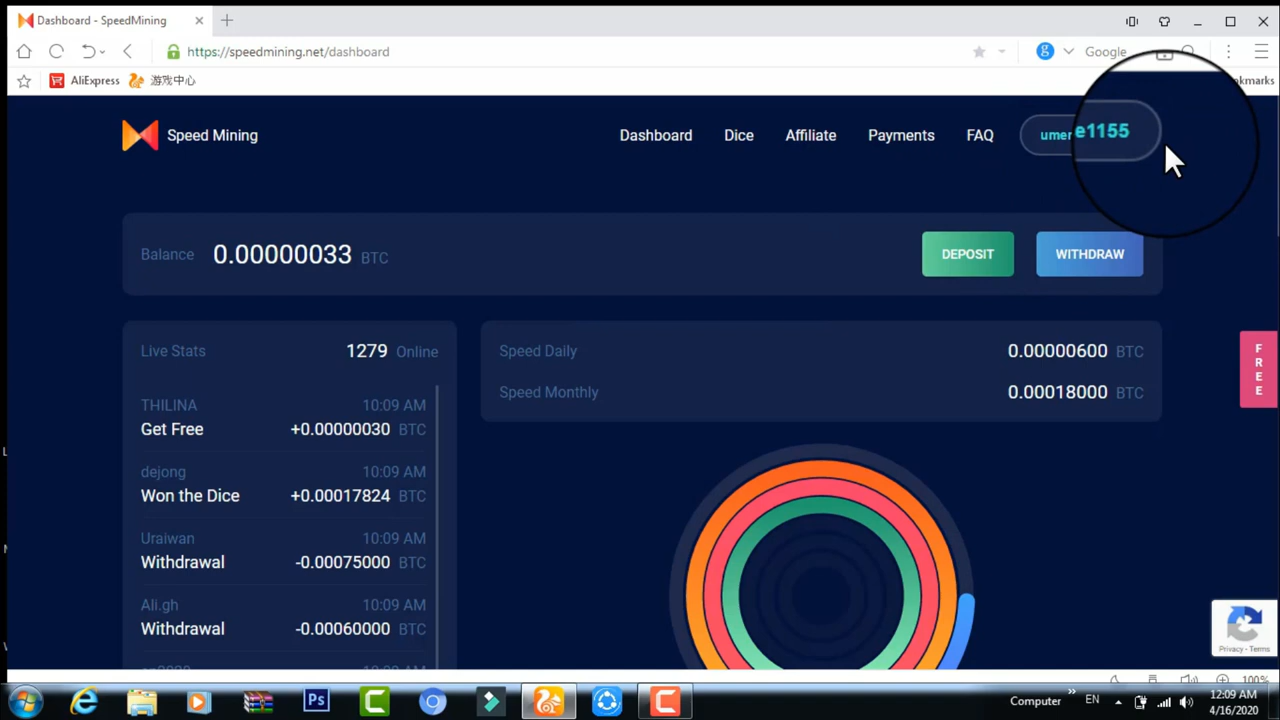 Dashboard - SpeedMining
https://speedmining.net/dashboard
Google
AliExpress 游戏中心
Speed Mining
Dashboard Dice Affiliate Payments FAQ
Balance 0.00000033 BTC DEPOSIT WITHDRAW
Live Stats 1279 Online
Speed Daily 0.00000600 BTC
Speed Monthly 0.00018000 BTC
FREE
THILINA 10:09 AM
Get Free +0.00000030 BTC
dejong 10:09 AM
Won the Dice +0.00017824 BTC
Uraiwan 10:09 AM
Withdrawal -0.00075000 BTC
Ali.gh 10:09 AM
Withdrawal -0.00060000 BTC
Privacy - Terms
100%
Computer EN 12:09 AM
4/16/2020